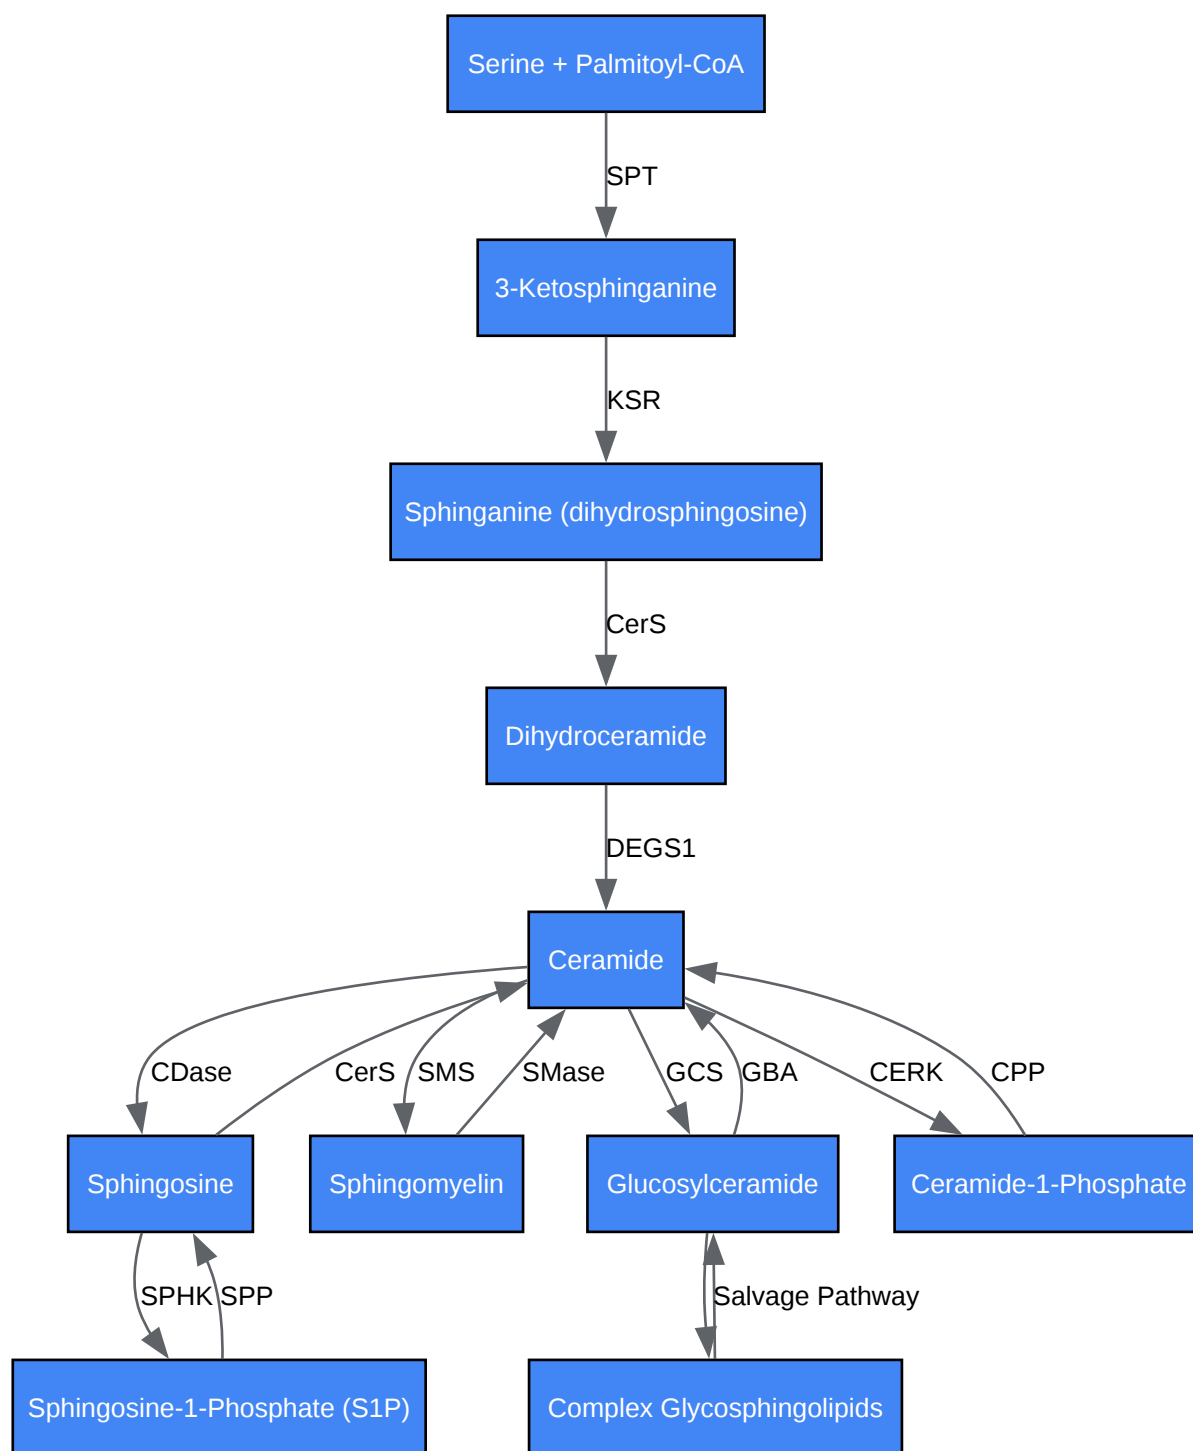 Serine + Palmitoyl-CoA
SPT
3-Ketosphinganine
KSR
Sphinganine (dihydrosphingosine)
CerS
Dihydroceramide
DEGS1
Ceramide
CDase
CerS
SMS
SMase
GCS
GBA
CERK
CPP
Sphingosine
Sphingomyelin
Glucosylceramide
Ceramide-1-Phosphate
SPHK
SPP
Salvage Pathway
Sphingosine-1-Phosphate (S1P)
Complex Glycosphingolipids